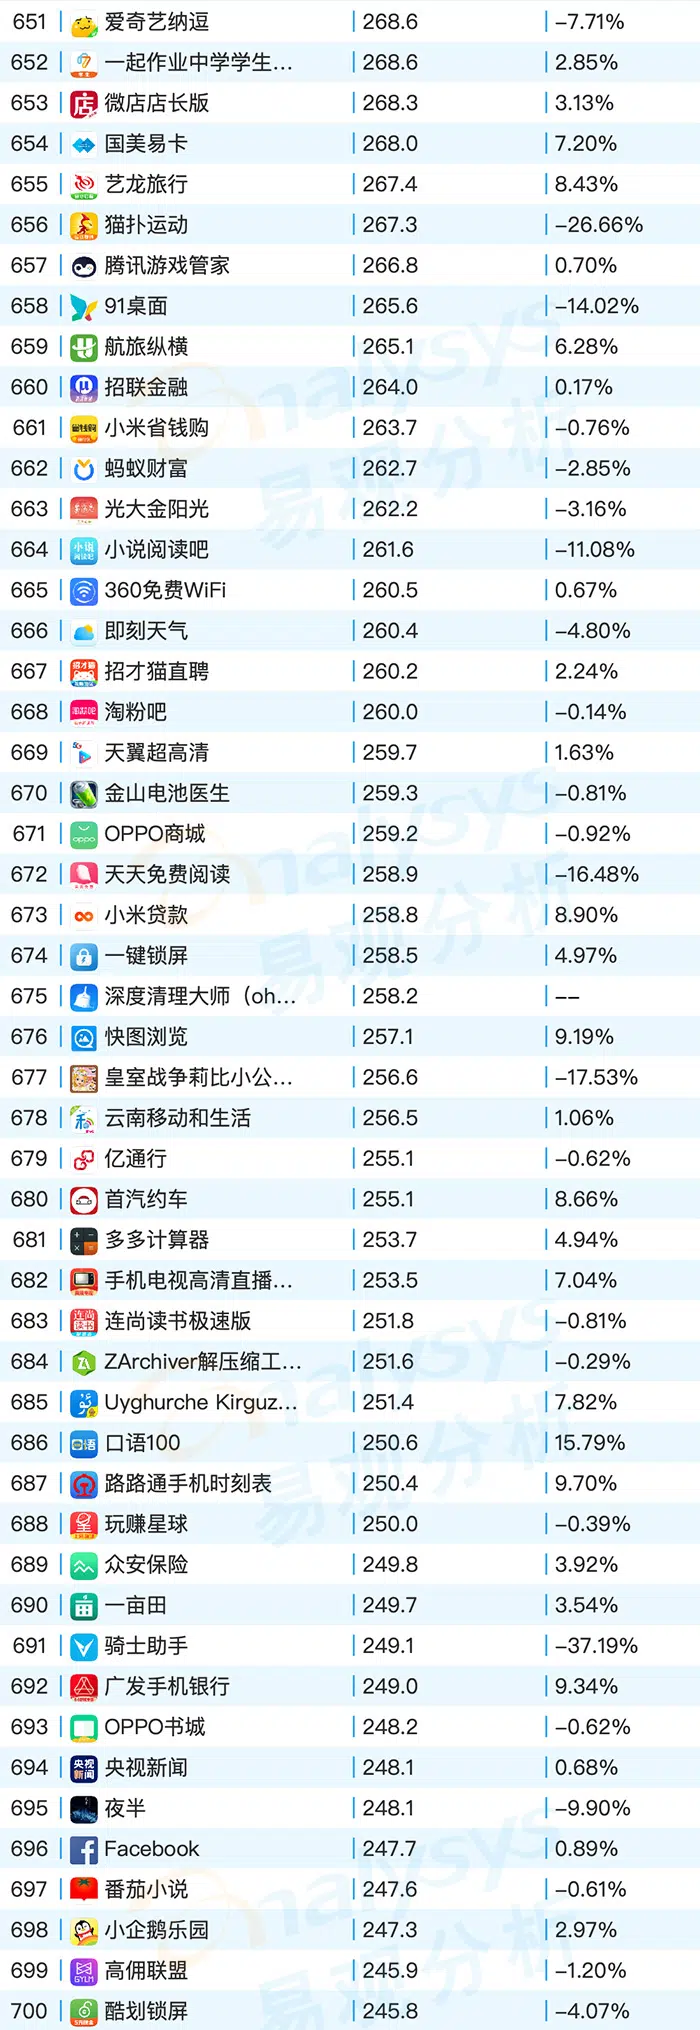 651 爱奇艺纳逗 268.6 -7.71%
652 一起作业中学学生... 268.6 2.85%
653 微店店长版 268.3 3.13%
654 国美易卡 268.0 7.20%
655 艺龙旅行 267.4 8.43%
656 猫扑运动 267.3 -26.66%
657 腾讯游戏管家 266.8 0.70%
658 91桌面 265.6 -14.02%
659 航旅纵横 265.1 6.28%
660 招联金融 264.0 0.17%
661 小米省钱购 263.7 -0.76%
662 蚂蚁财富 262.7 -2.85%
663 光大金阳光 262.2 -3.16%
664 小说阅读吧 261.6 -11.08%
665 360免费WiFi 260.5 0.67%
666 即刻天气 260.4 -4.80%
667 招才猫直聘 260.2 2.24%
668 淘粉吧 260.0 -0.14%
669 天翼超高清 259.7 1.63%
670 金山电池医生 259.3 -0.81%
671 OPPO商城 259.2 -0.92%
672 天天免费阅读 258.9 -16.48%
673 小米贷款 258.8 8.90%
674 一键锁屏 258.5 4.97%
675 深度清理大师（oh... 258.2 --
676 快图浏览 257.1 9.19%
677 皇室战争莉比小公... 256.6 -17.53%
678 云南移动和生活 256.5 1.06%
679 亿通行 255.1 -0.62%
680 首汽约车 255.1 8.66%
681 多多计算器 253.7 4.94%
682 手机电视高清直播... 253.5 7.04%
683 连尚读书极速版 251.8 -0.81%
684 ZArchiver解压缩工... 251.6 -0.29%
685 Uyghurche Kirguz... 251.4 7.82%
686 口语100 250.6 15.79%
687 路路通手机时刻表 250.4 9.70%
688 玩赚星球 250.0 -0.39%
689 众安保险 249.8 3.92%
690 一亩田 249.7 3.54%
691 骑士助手 249.1 -37.19%
692 广发手机银行 249.0 9.34%
693 OPPO书城 248.2 -0.62%
694 央视新闻 248.1 0.68%
695 夜半 248.1 -9.90%
696 Facebook 247.7 0.89%
697 番茄小说 247.6 -0.61%
698 小企鹅乐园 247.3 2.97%
699 高佣联盟 245.9 -1.20%
700 酷划锁屏 245.8 -4.07%